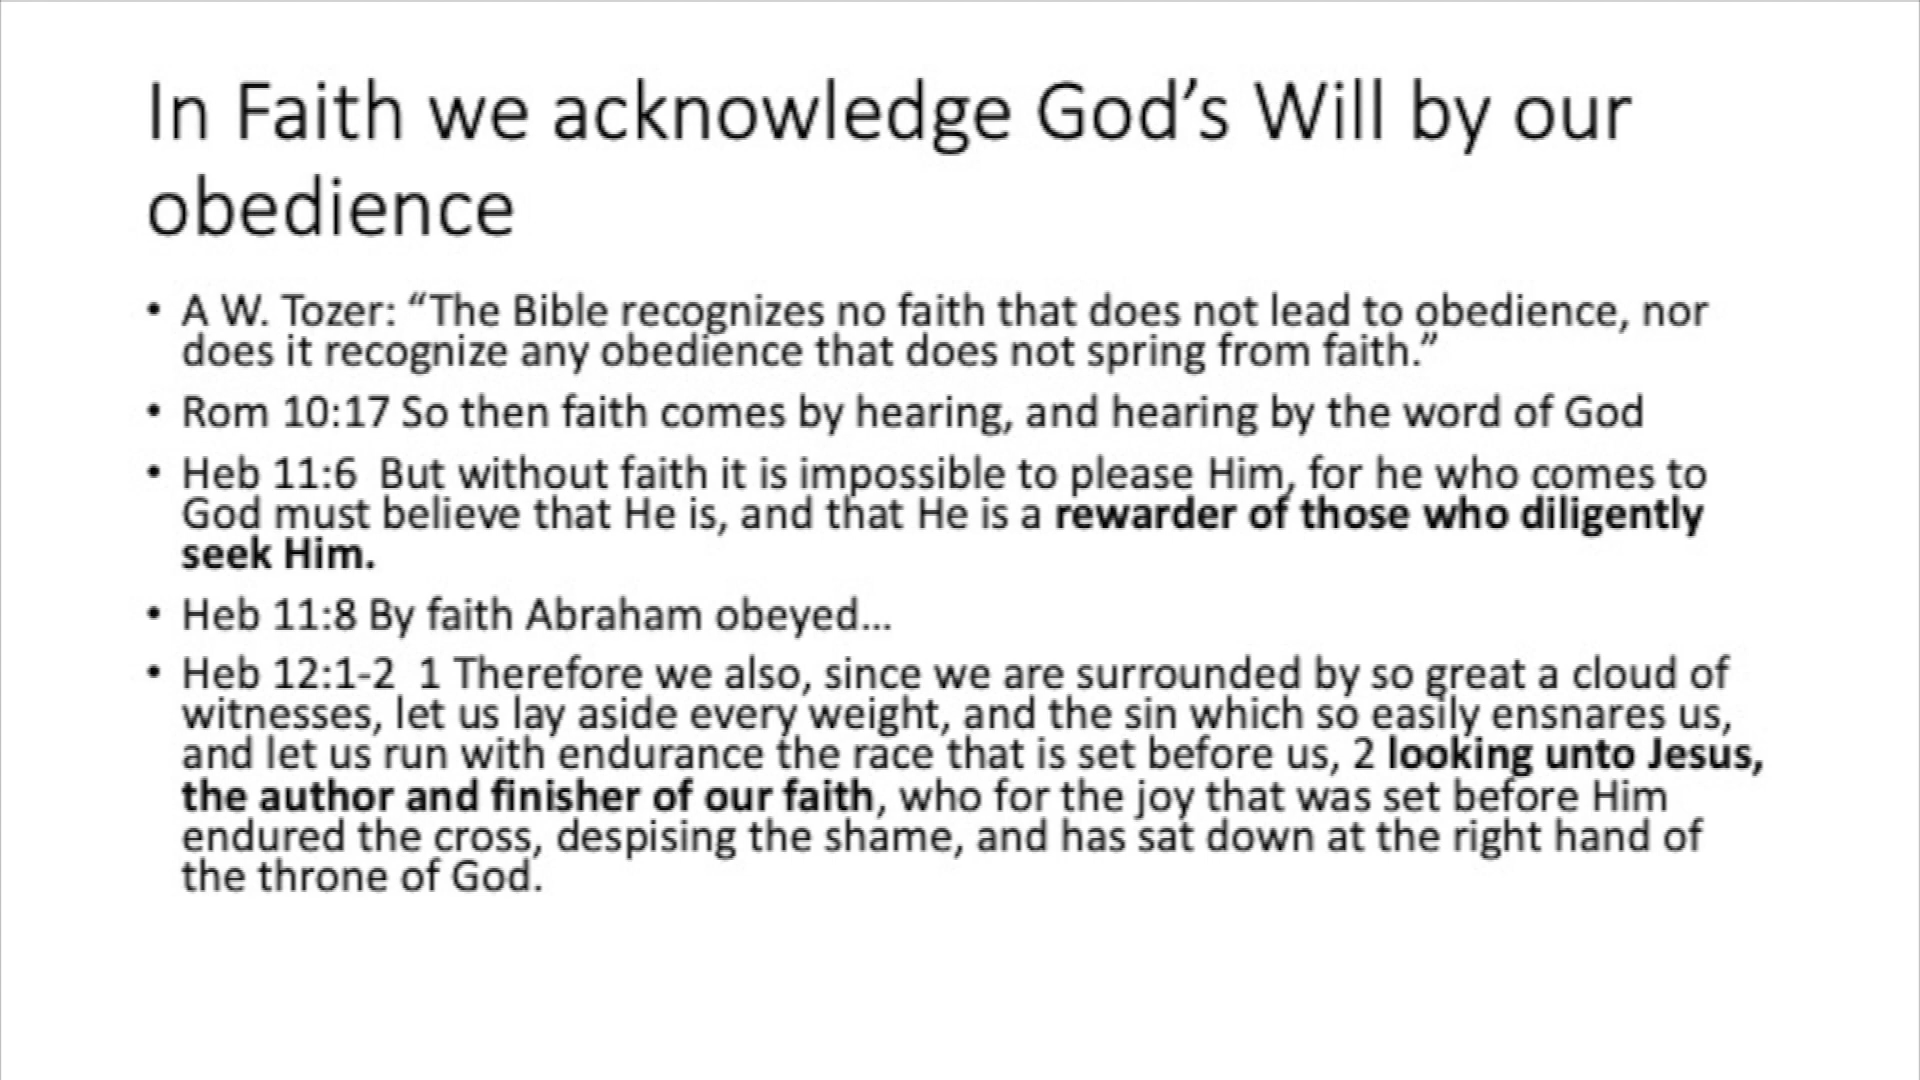 In Faith we acknowledge God’s Will by our
obedience
• A W. Tozer: “The Bible recognizes no faith that does not lead to obedience, nor
does it recognize any obedience that does not spring from faith.”
• Rom 10:17 So then faith comes by hearing, and hearing by the word of God
• Heb 11:6  But without faith it is impossible to please Him, for he who comes to
God must believe that He is, and that He is a rewarder of those who diligently
seek Him.
• Heb 11:8 By faith Abraham obeyed…
• Heb 12:1-2  1 Therefore we also, since we are surrounded by so great a cloud of
witnesses, let us lay aside every weight, and the sin which so easily ensnares us,
and let us run with endurance the race that is set before us, 2 looking unto Jesus,
the author and finisher of our faith, who for the joy that was set before Him
endured the cross, despising the shame, and has sat down at the right hand of
the throne of God.